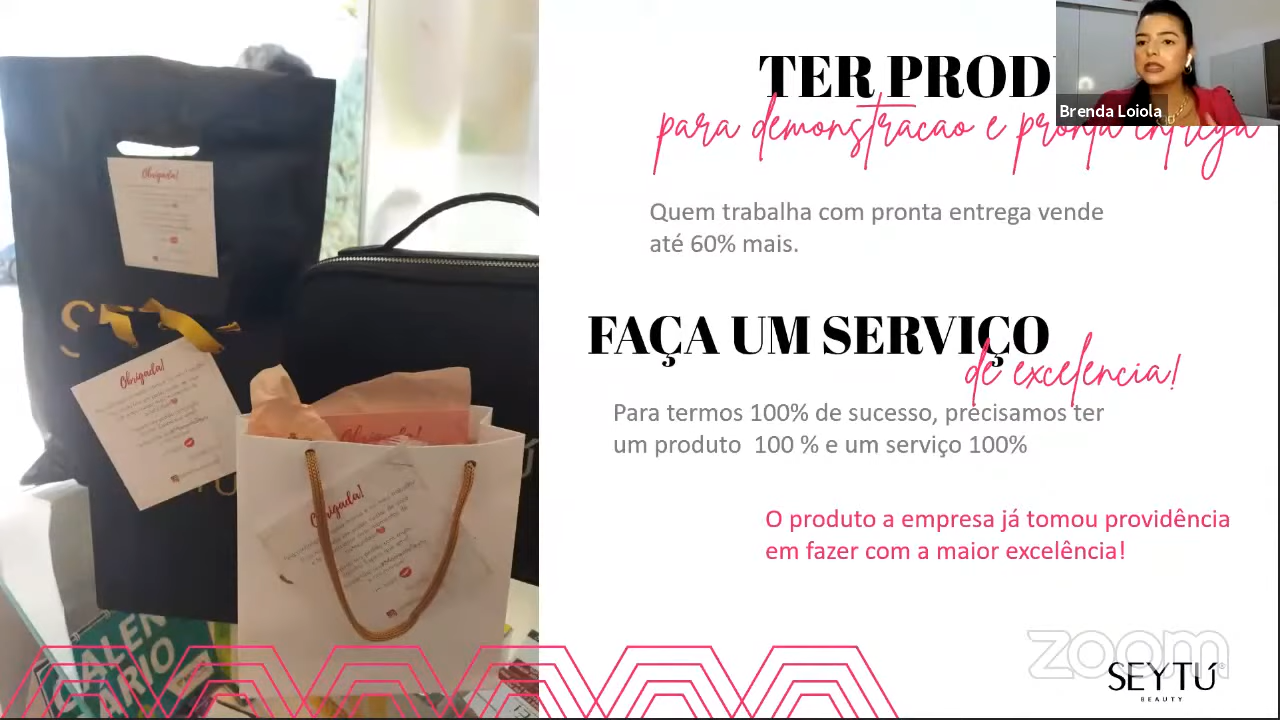 TER PROD
Brenda Loiola
para demonstracao e pronta entrega
Quem trabalha com pronta entrega vende
até 60% mais.
FAÇA UM SERVIÇO
de excelencia!
Para termos 100% de sucesso, precisamos ter
um produto 100 % e um serviço 100%
O produto a empresa já tomou providência
em fazer com a maior excelência!
zoom
SEYTÚ®
BEAUTY
Obrigada!
Obrigada!
Obrigada!
Obrigada!